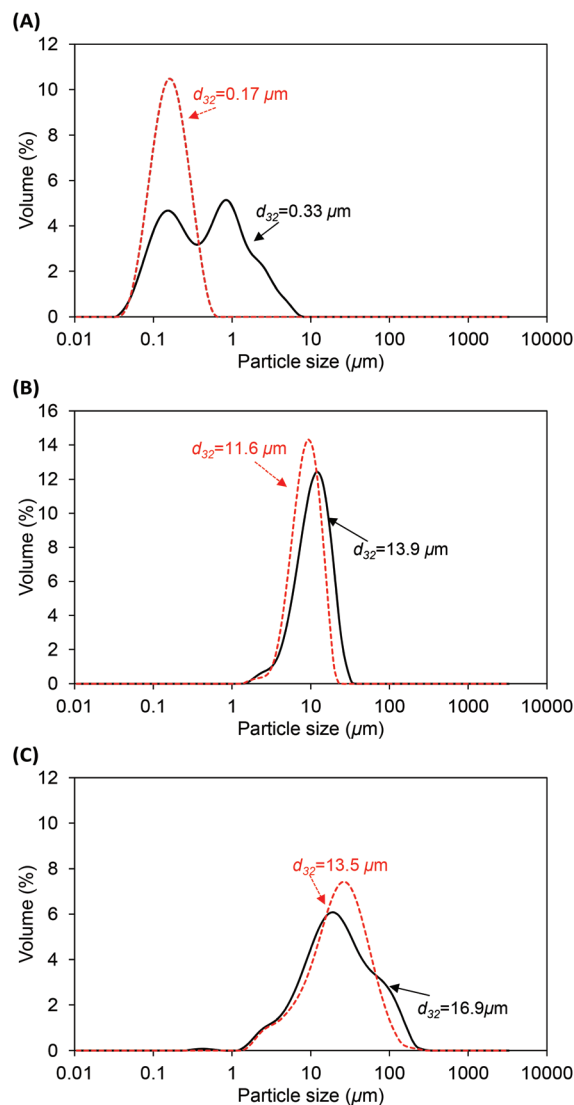 (A)
12
10
8
6
4
2
0
Volume (%)
d32=0.17 µm
d32=0.33 µm
0.01 0.1 1 10 100 1000 10000
Particle size (µm)
(B)
16
14
12
10
8
6
4
2
0
Volume (%)
d32=11.6 µm
d32=13.9 µm
0.01 0.1 1 10 100 1000 10000
Particle size (µm)
(C)
12
10
8
6
4
2
0
Volume (%)
d32=13.5 µm
d32=16.9µm
0.01 0.1 1 10 100 1000 10000
Particle size (µm)